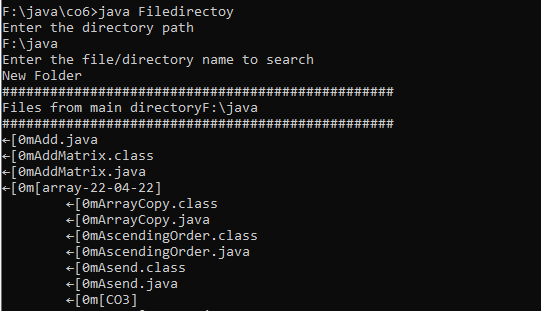 F:\java\co6>java Filedirectoy
Enter the directory path
F:\java
Enter the file/directory name to search
New Folder
#################################################
Files from main directoryF:\java
#################################################
←[0mAdd.java
←[0mAddMatrix.class
←[0mAddMatrix.java
←[0m[array-22-04-22]
←[0mArrayCopy.class
←[0mArrayCopy.java
←[0mAscendingOrder.class
←[0mAscendingOrder.java
←[0mAsend.class
←[0mAsend.java
←[0m[CO3]